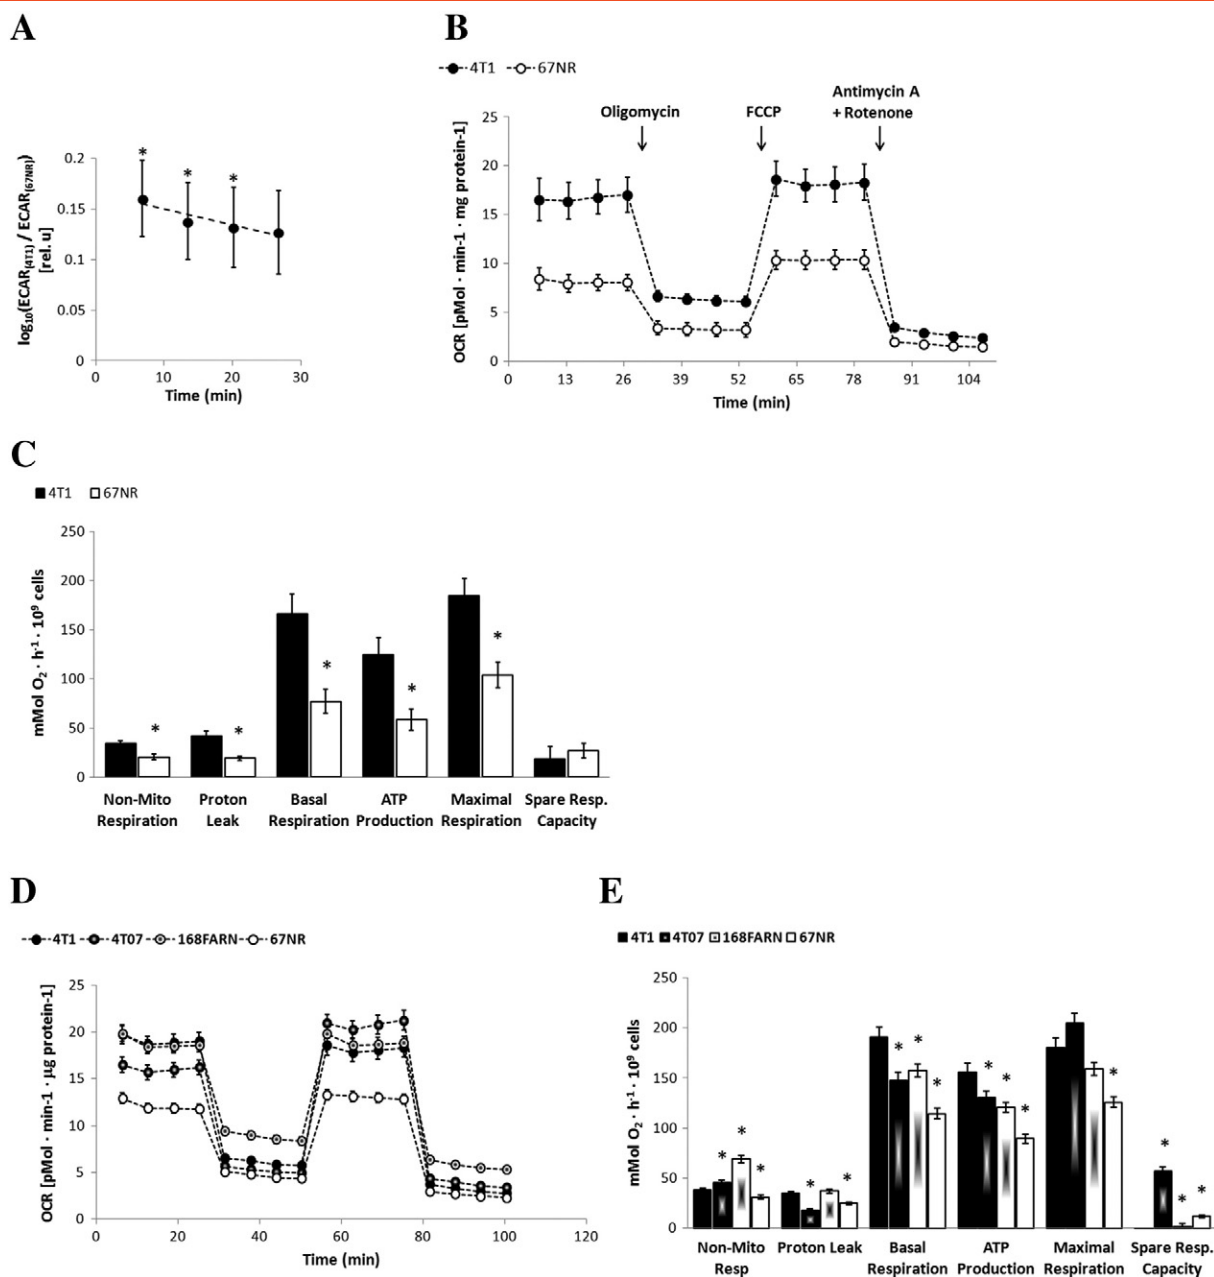 A
B
4T1 67NR
Oligomycin
FCCP
Antimycin A
+ Rotenone
log10(ECAR(4T1) / ECAR(67NR))
[rel. u]
0.2
0.15
0.1
0.05
0
0 10 20 30
Time (min)
* * *
OCR [pMol · min-1 · mg protein-1]
25
20
15
10
5
0
0 13 26 39 52 65 78 91 104
Time (min)
C
4T1 67NR
mMol O2 · h-1 · 10⁹ cells
250
200
150
100
50
0
* * * * *
Non-Mito Respiration
Proton Leak
Basal Respiration
ATP Production
Maximal Respiration
Spare Resp. Capacity
D
4T1 4T07 168FARN 67NR
OCR [pMol · min-1 · µg protein-1]
25
20
15
10
5
0
0 20 40 60 80 100 120
Time (min)
E
4T1 4T07 168FARN 67NR
mMol O2 · h-1 · 10⁹ cells
250
200
150
100
50
0
* * * * * * * * * * * * * * *
Non-Mito Resp
Proton Leak
Basal Respiration
ATP Production
Maximal Respiration
Spare Resp. Capacity